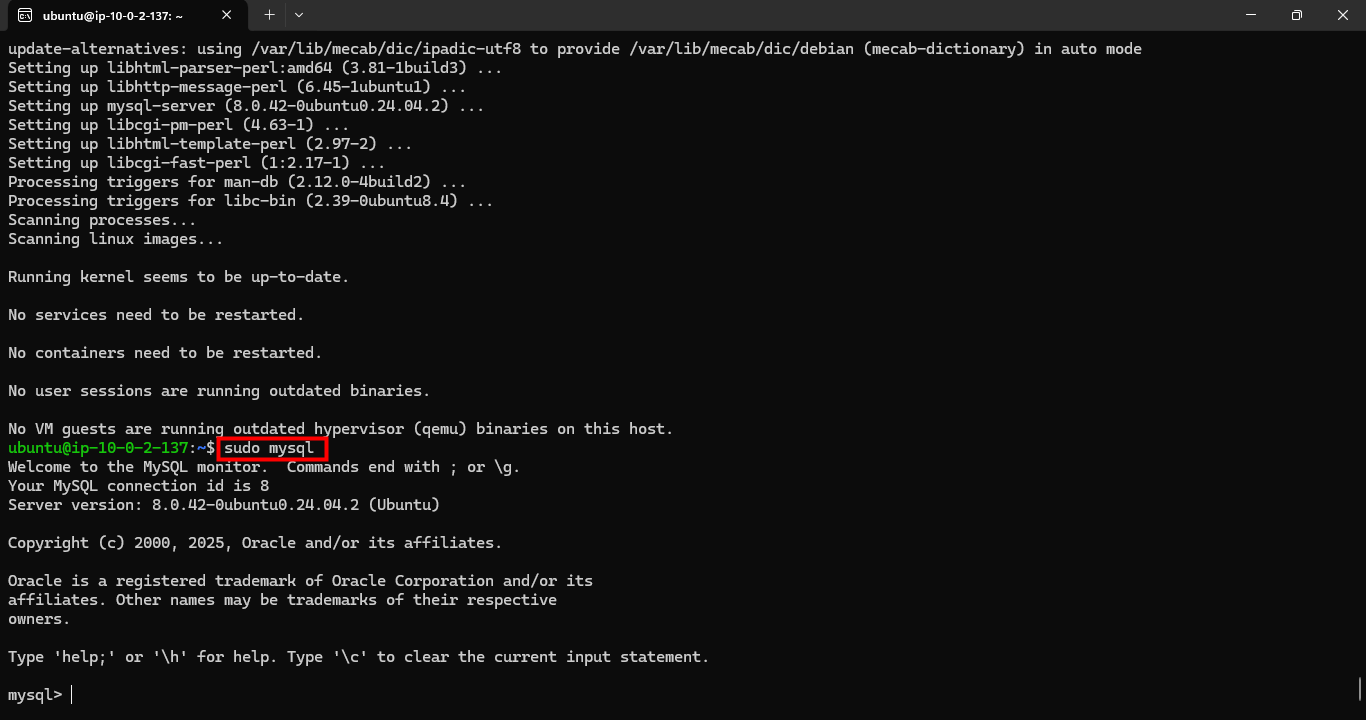 ubuntu@ip-10-0-2-137: ~
update-alternatives: using /var/lib/mecab/dic/ipadic-utf8 to provide /var/lib/mecab/dic/debian (mecab-dictionary) in auto mode
Setting up libhtml-parser-perl:amd64 (3.81-1build3) ...
Setting up libhttp-message-perl (6.45-1ubuntu1) ...
Setting up mysql-server (8.0.42-0ubuntu0.24.04.2) ...
Setting up libcgi-pm-perl (4.63-1) ...
Setting up libhtml-template-perl (2.97-2) ...
Setting up libcgi-fast-perl (1:2.17-1) ...
Processing triggers for man-db (2.12.0-4build2) ...
Processing triggers for libc-bin (2.39-0ubuntu8.4) ...
Scanning processes...
Scanning linux images...
Running kernel seems to be up-to-date.
No services need to be restarted.
No containers need to be restarted.
No user sessions are running outdated binaries.
No VM guests are running outdated hypervisor (qemu) binaries on this host.
ubuntu@ip-10-0-2-137:~$ sudo mysql
Welcome to the MySQL monitor.  Commands end with ; or \g.
Your MySQL connection id is 8
Server version: 8.0.42-0ubuntu0.24.04.2 (Ubuntu)
Copyright (c) 2000, 2025, Oracle and/or its affiliates.
Oracle is a registered trademark of Oracle Corporation and/or its
affiliates. Other names may be trademarks of their respective
owners.
Type 'help;' or '\h' for help. Type '\c' to clear the current input statement.
mysql>